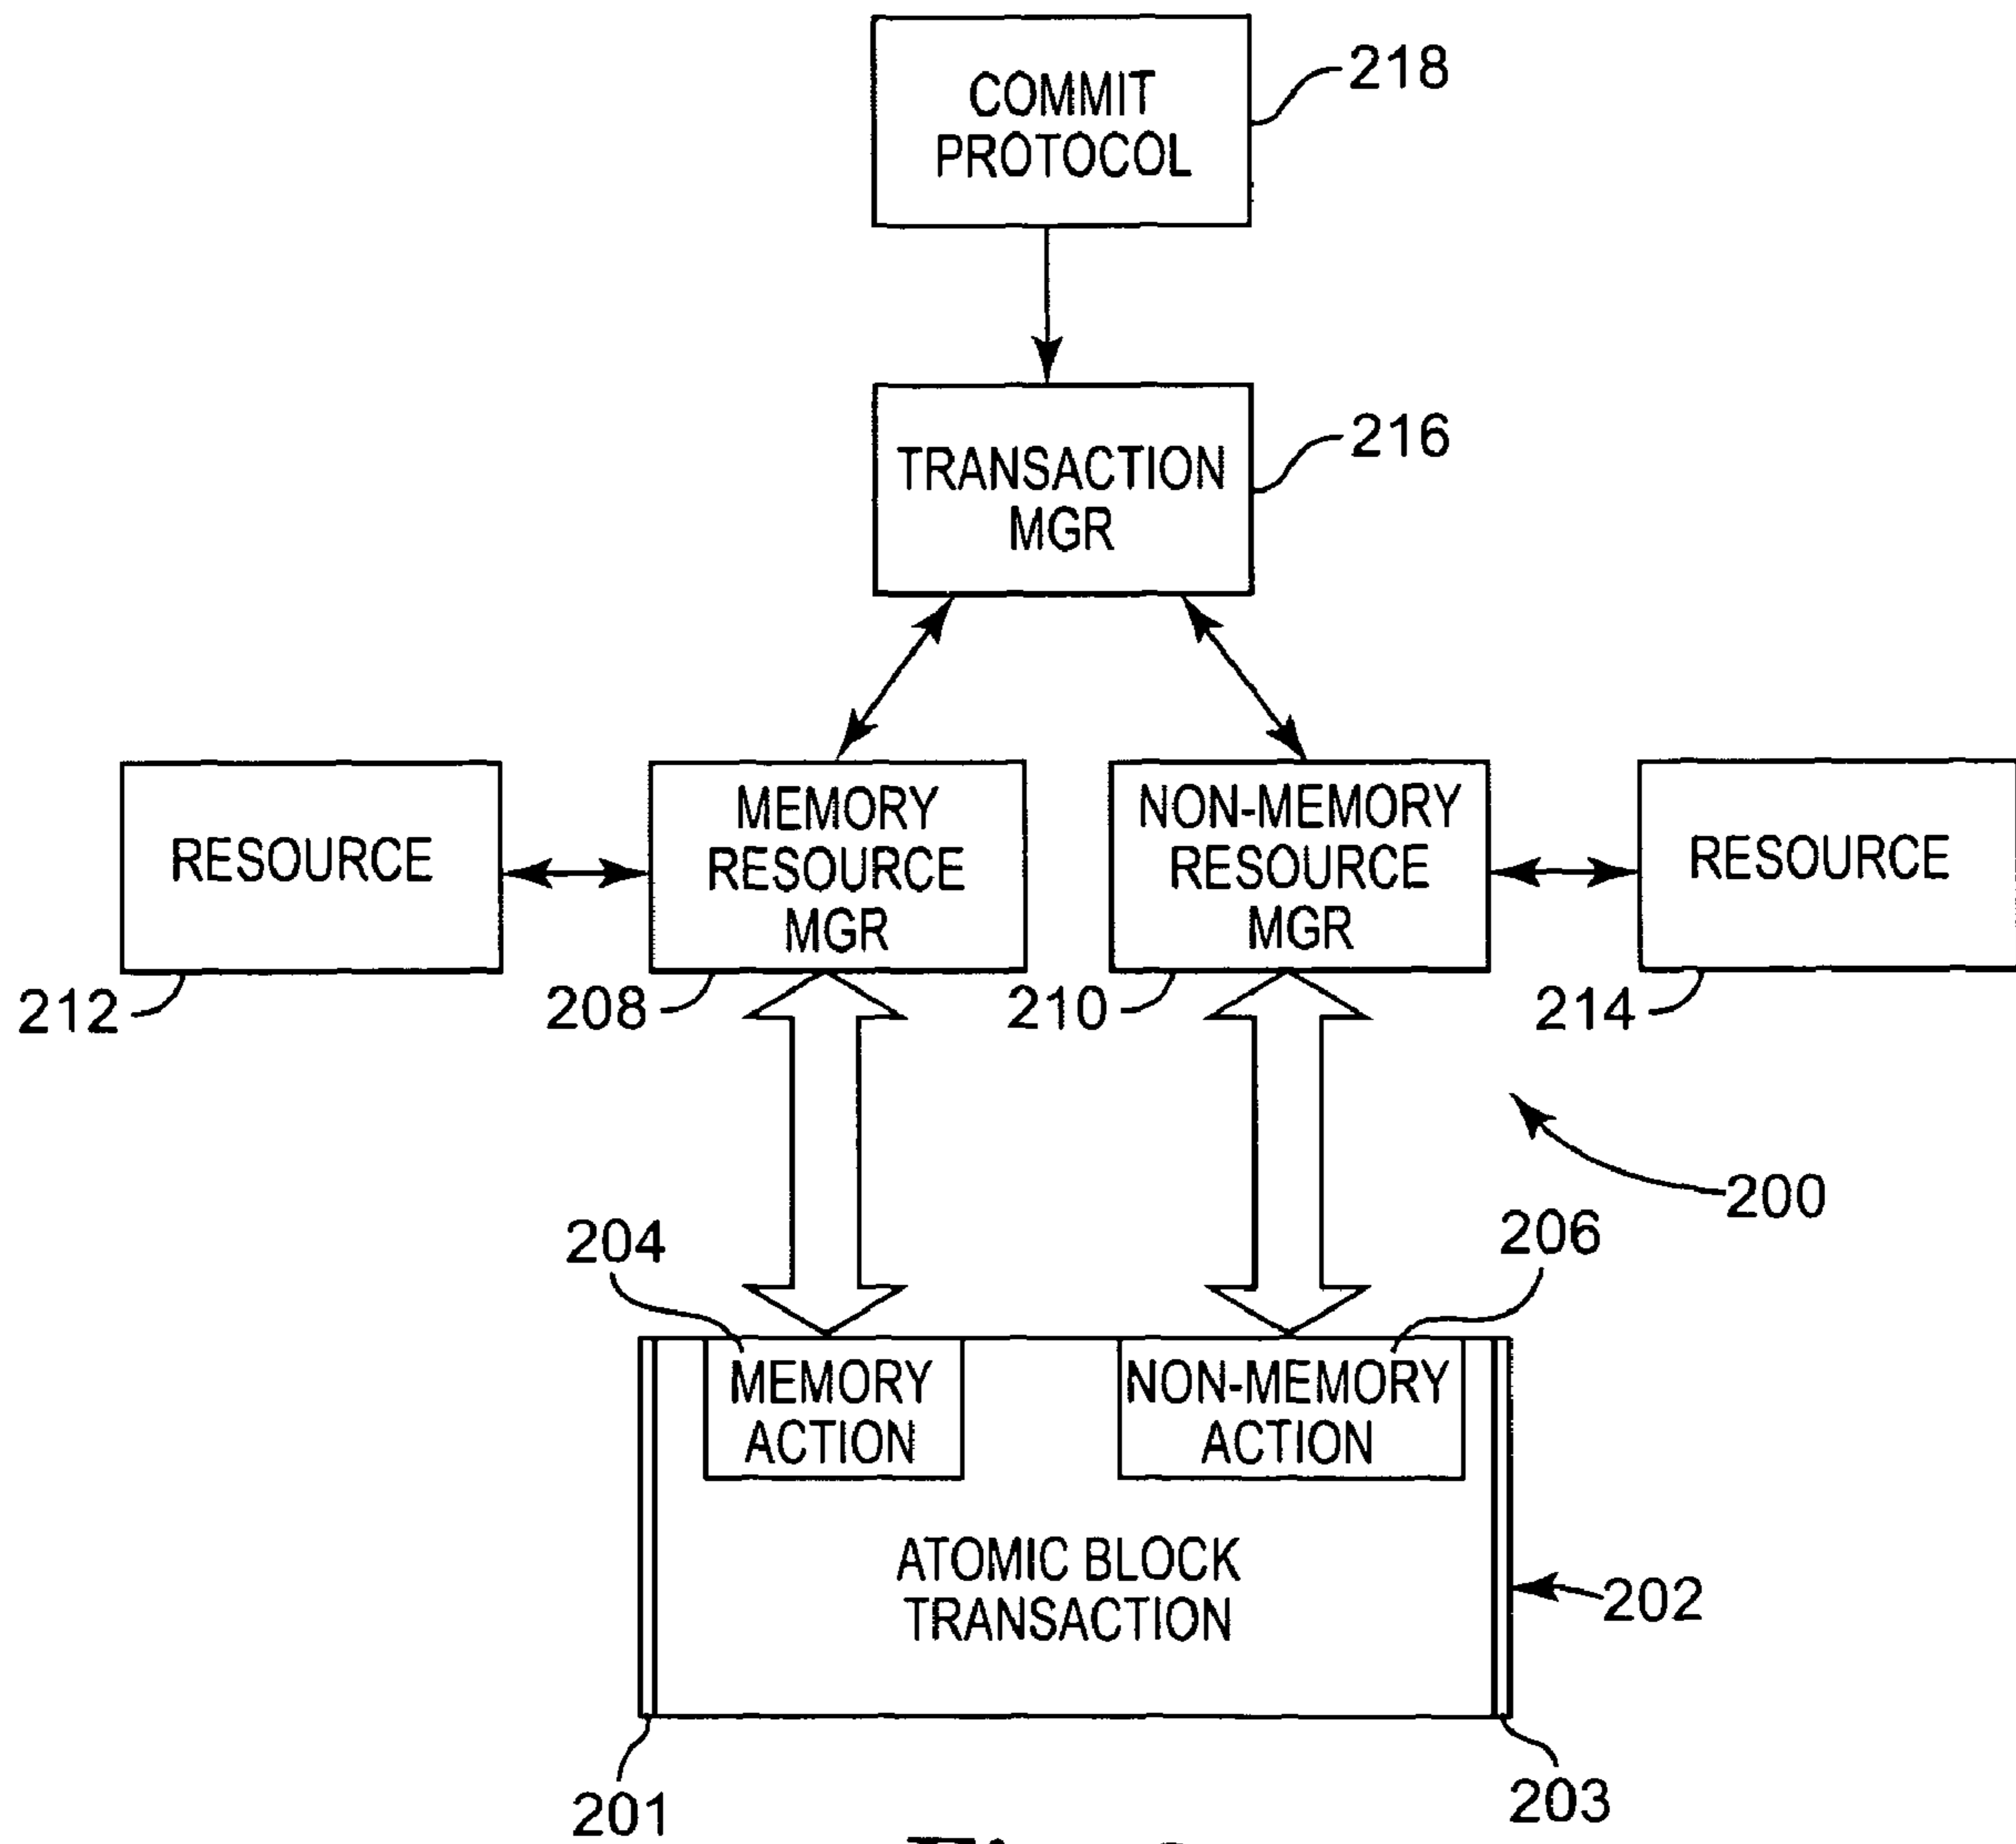 COMMIT
PROTOCOL
218
TRANSACTION
MGR
216
RESOURCE
MEMORY
RESOURCE
MGR
NON-MEMORY
RESOURCE
MGR
RESOURCE
212
208
210
214
200
204
206
MEMORY
ACTION
NON-MEMORY
ACTION
ATOMIC BLOCK
TRANSACTION
202
201
203